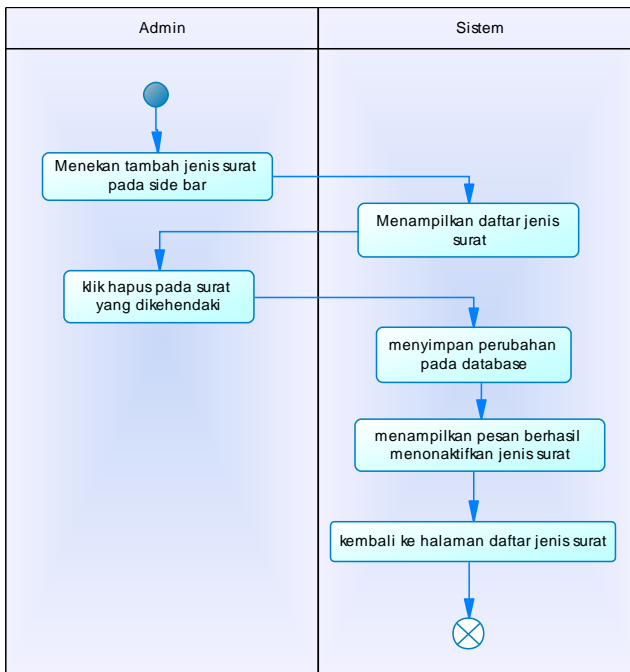 Admin
Sistem
Menekan tambah jenis surat
pada side bar
Menampilkan daftar jenis
surat
klik hapus pada surat
yang dikehendaki
menyimpan perubahan
pada database
menampilkan pesan berhasil
menonaktifkan jenis surat
kembali ke halaman daftar jenis surat